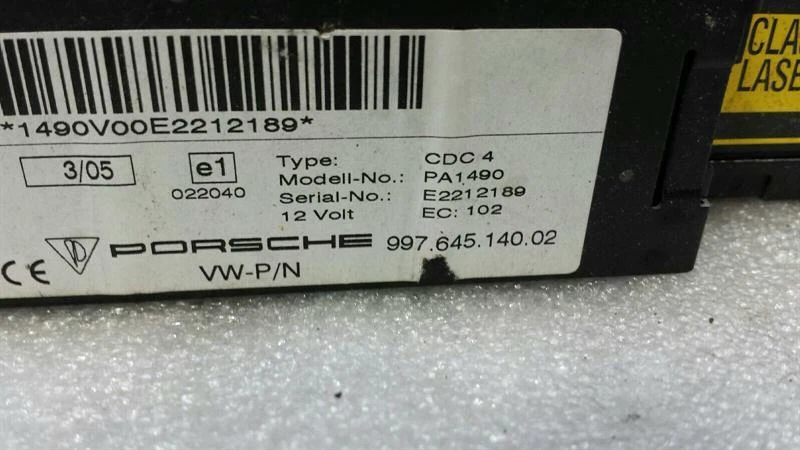 *1490V00E2212189*
3/05
e1
022040
Type: CDC 4
Modell-No.: PA1490
Serial-No.: E2212189
12 Volt EC: 102
CE PORSCHE 997.645.140.02
VW-P/N
CLA
LASE